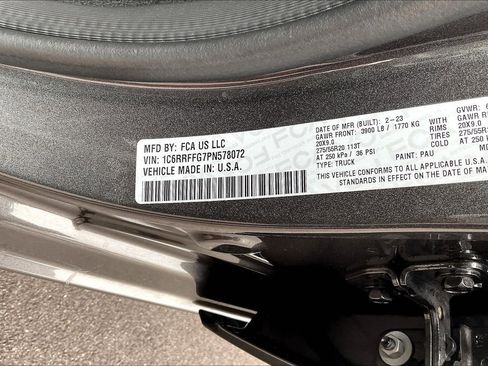 MFD BY: FCA US LLC
VIN: 1C6RRFFG7PN578072
VEHICLE MADE IN: U.S.A.
DATE OF MFR (BUILT): 2-23
GAWR FRONT: 3900 LB / 1770 KG WITH
20X9.0 RIMS
275/55R20 113T TIRES
AT 250 kPa / 36 PSI COLD
TYPE: TRUCK PAINT: PAU
GVWR:
GAWR
20X9.0
275/55
AT 250
VEHICLE CONFORMS TO ALL APPLICABLE U.S.A.
STANDARDS IN EFFECT ON THE DATE OF